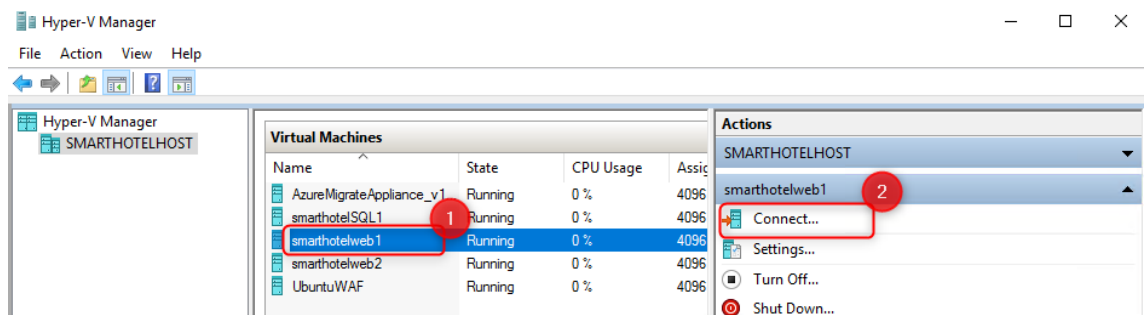 Hyper-V Manager
File Action View Help
Hyper-V Manager
SMARTHOTELHOST
Virtual Machines
Name State CPU Usage Assig
AzureMigrateAppliance_v1 Running 0 % 4096
smarthotelSQL1 Running 0 % 4096
smarthotelweb1 Running 0 % 4096
smarthotelweb2 Running 0 % 4096
UbuntuWAF Running 0 % 4096
1
Actions
SMARTHOTELHOST
smarthotelweb1
2
Connect...
Settings...
Turn Off...
Shut Down...